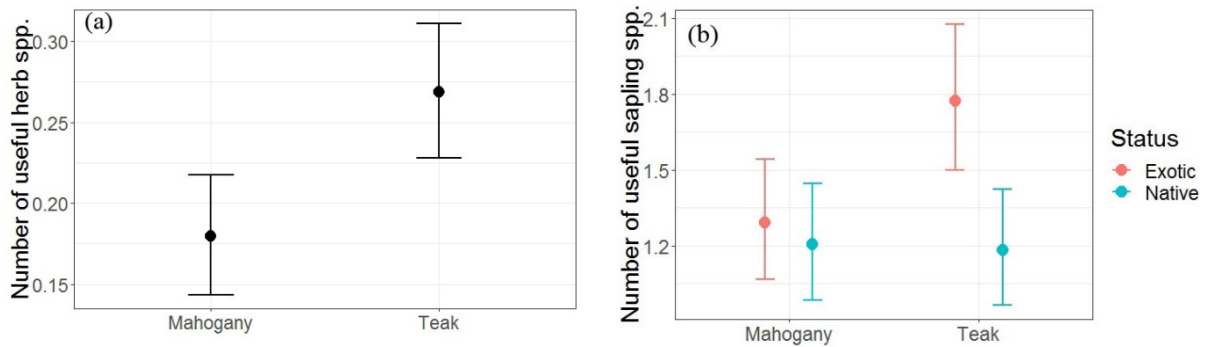 (a)
Number of useful herb spp.
0.30
0.25
0.20
0.15
Mahogany Teak
(b)
Number of useful sapling spp.
2.1
1.8
1.5
1.2
Mahogany Teak
Status
Exotic
Native